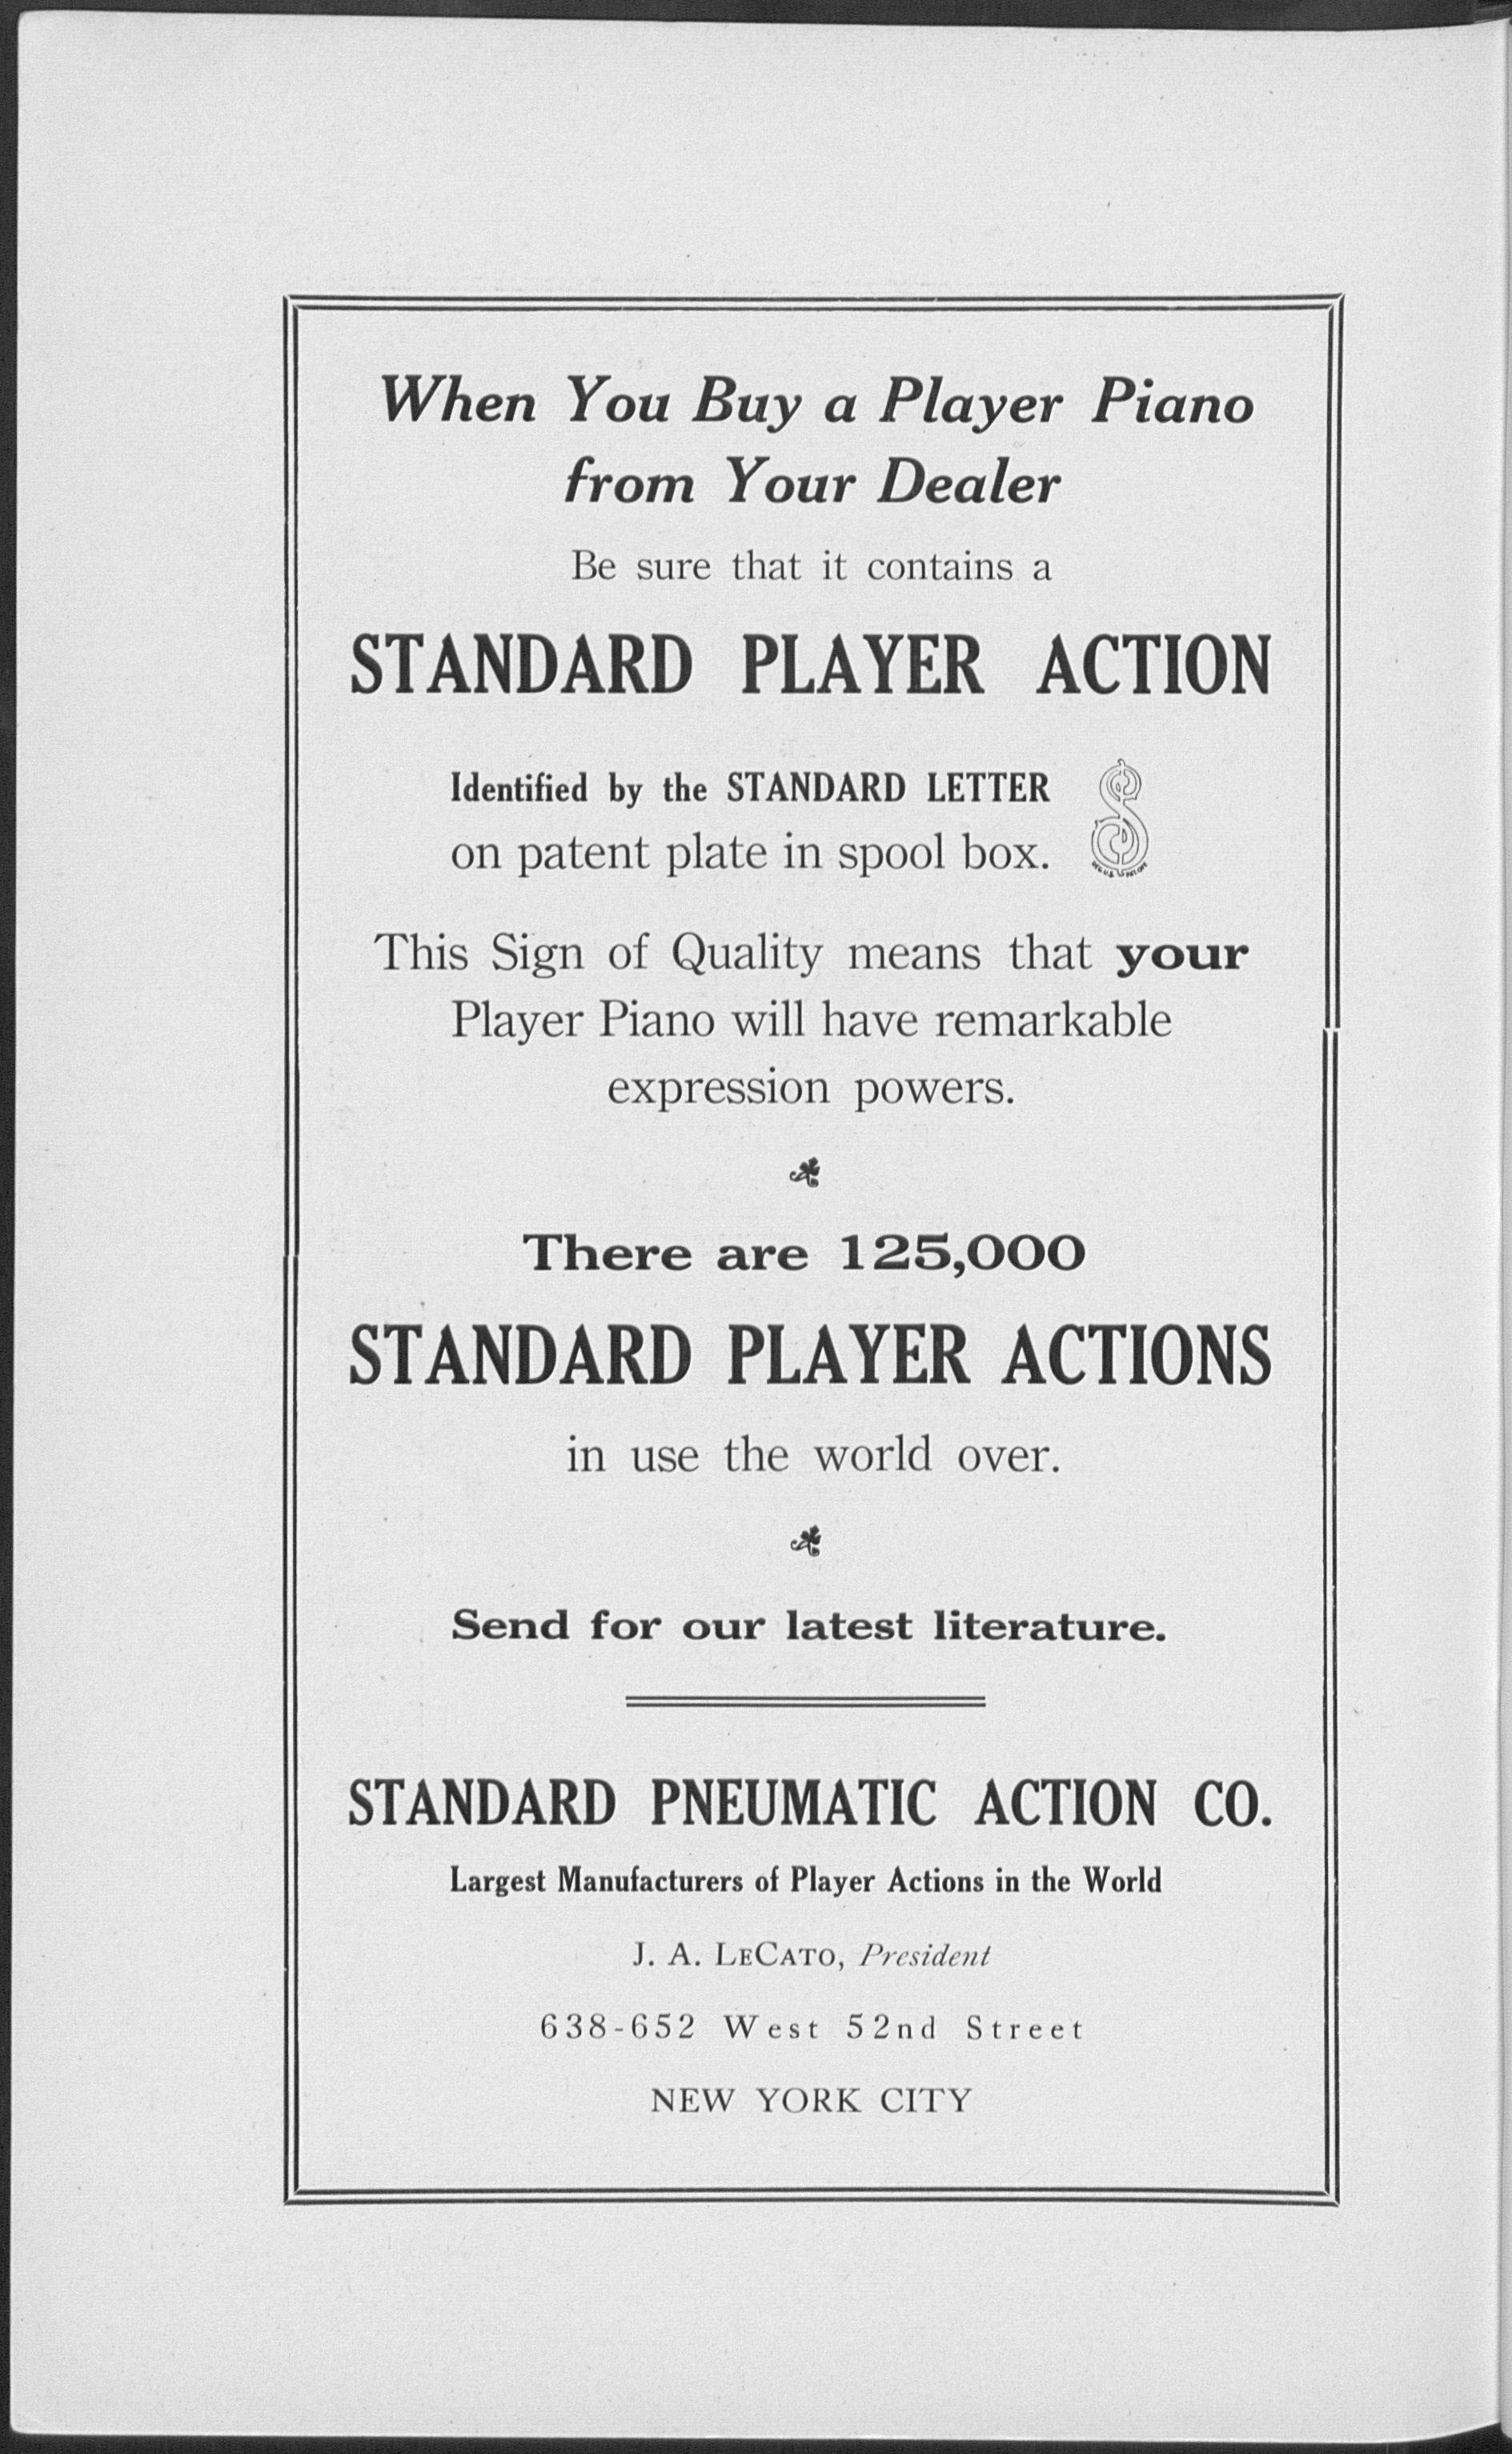 When You Buy a Player Piano
from Your Dealer
Be sure that it contains a
STANDARD PLAYER ACTION
Identified by the STANDARD LETTER S
on patent plate in spool box.
This Sign of Quality means that your
Player Piano will have remarkable
expression powers.
There are 125,000
STANDARD PLAYER ACTIONS
in use the world over.
Send for our latest literature.
STANDARD PNEUMATIC ACTION CO.
Largest Manufacturers of Player Actions in the World
J. A. LECATO, President
638-652 West 52nd Street
NEW YORK CITY